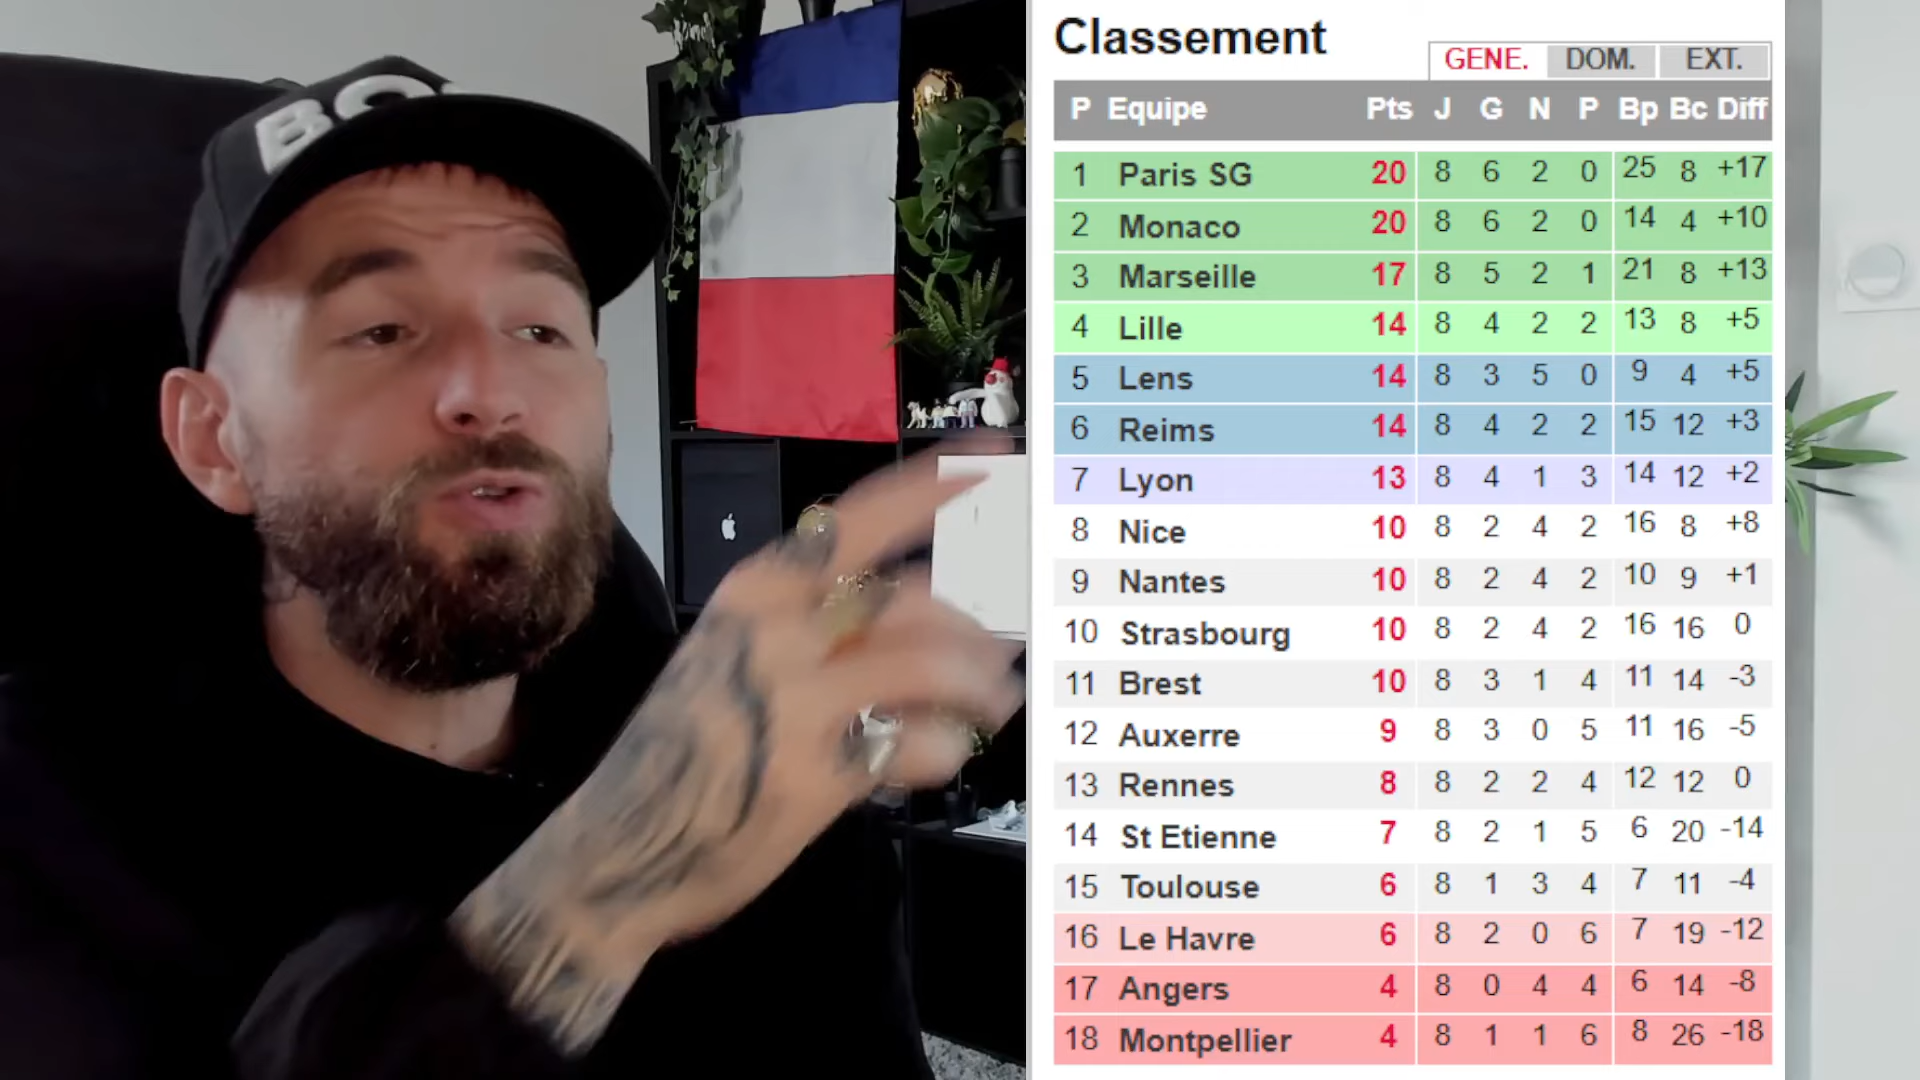 BO
Classement
GENE. DOM. EXT.
P Equipe Pts J G N P Bp Bc Diff
1 Paris SG 20 8 6 2 0 25 8 +17
2 Monaco 20 8 6 2 0 14 4 +10
3 Marseille 17 8 5 2 1 21 8 +13
4 Lille 14 8 4 2 2 13 8 +5
5 Lens 14 8 3 5 0 9 4 +5
6 Reims 14 8 4 2 2 15 12 +3
7 Lyon 13 8 4 1 3 14 12 +2
8 Nice 10 8 2 4 2 16 8 +8
9 Nantes 10 8 2 4 2 10 9 +1
10 Strasbourg 10 8 2 4 2 16 16 0
11 Brest 10 8 3 1 4 11 14 -3
12 Auxerre 9 8 3 0 5 11 16 -5
13 Rennes 8 8 2 2 4 12 12 0
14 St Etienne 7 8 2 1 5 6 20 -14
15 Toulouse 6 8 1 3 4 7 11 -4
16 Le Havre 6 8 2 0 6 7 19 -12
17 Angers 4 8 0 4 4 6 14 -8
18 Montpellier 4 8 1 1 6 8 26 -18